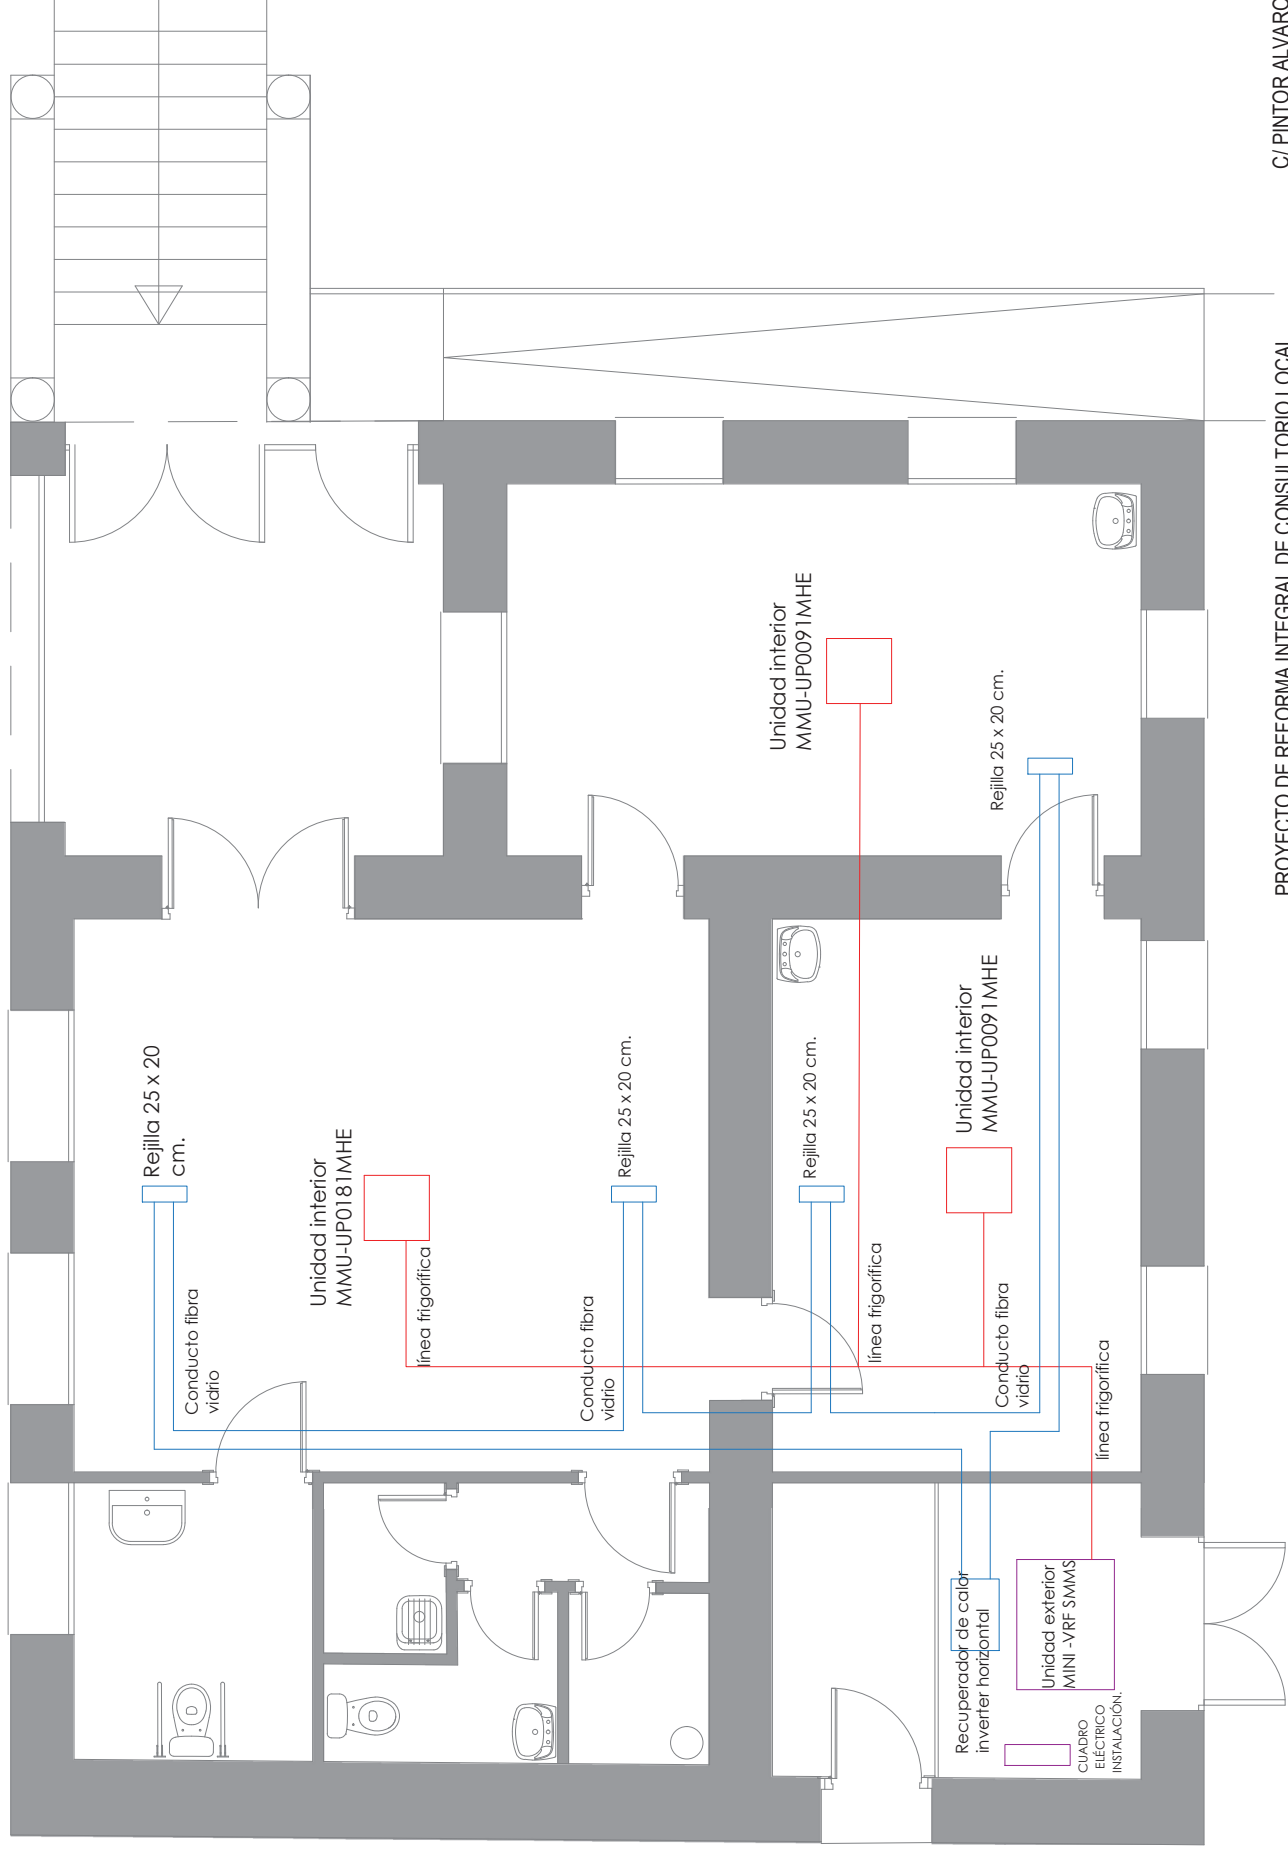 Rejilla 25 x 20
cm.
Unidad interior
MMU-UP0181MHE
línea frigorífica
Conducto fibra
vidrio
Rejilla 25 x 20 cm.
Conducto fibra
vidrio
Unidad interior
MMU-UP0091MHE
Rejilla 25 x 20 cm.
Rejilla 25 x 20 cm.
línea frigorífica
Unidad interior
MMU-UP0091MHE
Conducto fibra
vidrio
línea frigorífica
Recuperador de calor
inverter horizontal
Unidad exterior
MINI -VRF SMMS
CUADRO
ELÉCTRICO
INSTALACIÓN.
PROYECTO DE REFORMA INTEGRAL DE CONSULTORIO LOCAL
C/ PINTOR ALVARO